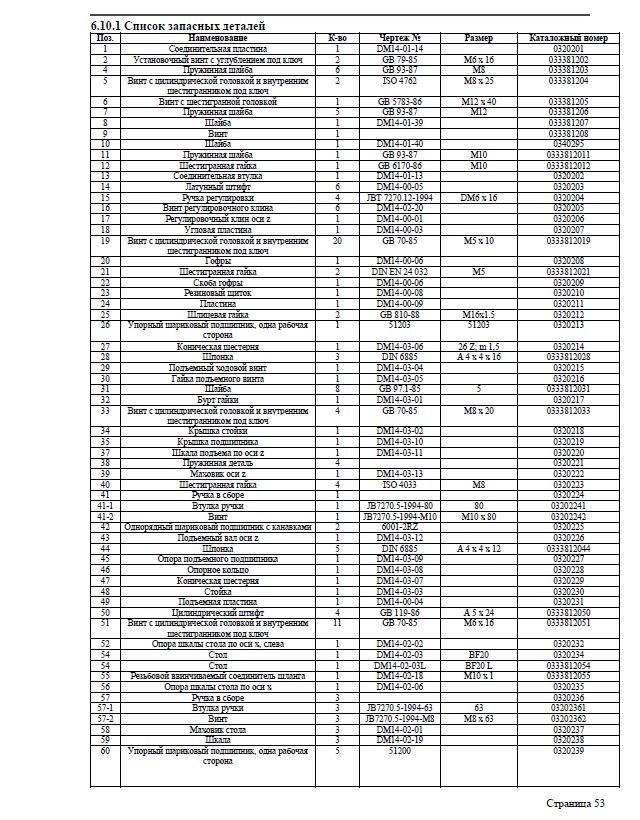 6.10.1 Список запасных деталей
Поз. Наименование К-во Чертеж № Размер Каталожный номер
1 Соединительная пластина 1 DM14-01-14 0320201
2 Установочный винт с углублением под ключ 2 GB 79-85 M6 x 16 033381202
4 Пружинная шайба 6 GB 93-87 M8 033381203
5 Винт с цилиндрической головкой и внутренним 2 ISO 4762 M8 x 25 033381204
шестигранником под ключ
6 Винт с шестигранной головкой 1 GB 5783-86 M12 x 40 033381205
7 Пружинная шайба 5 GB 93-87 M12 033381206
8 Шайба 1 DM14-01-39 033381207
9 Винт 1 033381208
10 Шайба 1 DM14-01-40 0340295
11 Пружинная шайба 1 GB 93-87 M10 0333812011
12 Шестигранная гайка 1 GB 6170-86 M10 0333812012
13 Соединительная втулка 1 DM14-01-13 0320202
14 Латунный штифт 6 DM14-00-05 0320203
15 Ручка регулировки 4 JBT 7270.12-1994 DM6 x 16 0320204
16 Винт регулировочного клина 6 DM14-02-20 0320205
17 Регулировочный клин оси z 1 DM14-00-01 0320206
18 Угловая пластина 1 DM14-00-03 0320207
19 Винт с цилиндрической головкой и внутренним 20 GB 70-85 M5 x 10 0333812019
шестигранником под ключ
20 Гофры 1 DM14-00-06 0320208
21 Шестигранная гайка 2 DIN EN 24 032 M5 0333812021
22 Скоба гофры 1 DM14-00-06 0320209
23 Резиновый щиток 1 DM14-00-08 0320210
24 Пластина 1 DM14-00-09 0320211
25 Шлицевая гайка 2 GB 810-88 M16x1.5 0320212
26 Упорный шариковый подшипник, одна рабочая 1 51203 51203 0320213
сторона
27 Коническая шестерня 1 DM14-03-06 26 Z; m 1,5 0320214
28 Шпонка 3 DIN 6885 A 4 x 4 x 16 0333812028
29 Подъемный ходовой винт 1 DM14-03-04 0320215
30 Гайка подъемного винта 1 DM14-03-05 0320216
31 Шайба 8 GB 97.1-85 5 0333812031
32 Бурт гайки 1 DM14-03-01 0320217
33 Винт с цилиндрической головкой и внутренним 4 GB 70-85 M8 x 20 0333812033
шестигранником под ключ
34 Крышка стойки 1 DM14-03-02 0320218
35 Крышка подшипника 1 DM14-03-10 0320219
37 Шкала подъема по оси z 1 DM14-03-11 0320220
38 Пружинная деталь 4 0320221
39 Маховик оси z 1 DM14-03-13 0320222
40 Шестигранная гайка 4 ISO 4033 M8 0320223
41 Ручка в сборе 1 0320224
41-1 Втулка ручки 1 JB7270.5-1994-80 80 03202241
41-2 Винт 1 JB7270.5-1994-M10 M10 x 80 03202242
42 Однорядный шариковый подшипник с канавками 2 6001-2RZ 0320225
43 Подъемный вал оси z 1 DM14-03-12 0320226
44 Шпонка 5 DIN 6885 A 4 x 4 x 12 0333812044
45 Опора подъемного подшипника 1 DM14-03-09 0320227
46 Опорное кольцо 1 DM14-03-08 0320228
47 Коническая шестерня 1 DM14-03-07 0320229
48 Стойка 1 DM14-03-03 0320230
49 Подъемная пластина 1 DM14-00-04 0320231
50 Цилиндрический штифт 4 GB 119-86 A 5 x 24 0333812050
51 Винт с цилиндрической головкой и внутренним 11 GB 70-85 M6 x 16 0333812051
шестигранником под ключ
52 Опора шкалы стола по оси x, слева 1 DM14-02-02 0320232
54 Стол 1 DM14-02-03 BF20 0320234
54 Стол 1 DM14-02-03L BF20 L 0333812054
55 Резьбовой ввинчиваемый соединитель шланга 1 DM14-02-18 M10 x 1 0333812055
56 Опора шкалы стола по оси x 1 DM14-02-06 0320235
57 Ручка в сборе 3 0320236
57-1 Втулка ручки 3 JB7270.5-1994-63 63 03202361
57-2 Винт 3 JB7270.5-1994-M8 M8 x 63 03202362
58 Маховик стола 3 DM14-02-01 0320237
59 Шкала 3 DM14-02-19 0320238
60 Упорный шариковый подшипник, одна рабочая 5 51200 0320239
сторона
Страница 53